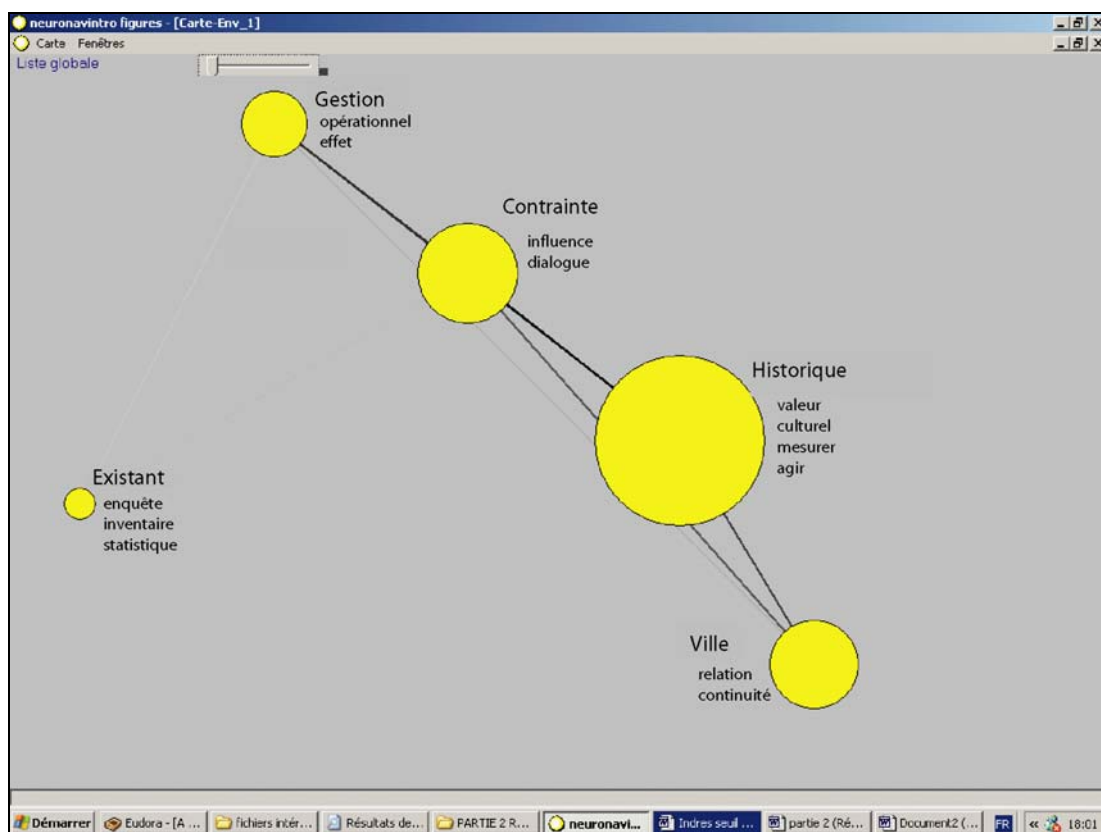 neuronavintro figures - [Carte-Env_1]
Carte Fenêtres
Liste globale
Gestion
opérationnel
effet
Contrainte
influence
dialogue
Historique
valeur
culturel
mesurer
agir
Existant
enquête
inventaire
statistique
Ville
relation
continuité
Démarrer Eudora - [A ... fichiers intér... Résultats de... PARTIE 2 R... neuronavi... Indres seuil ... partie 2 (Ré... Document2 (... FR « 18:01